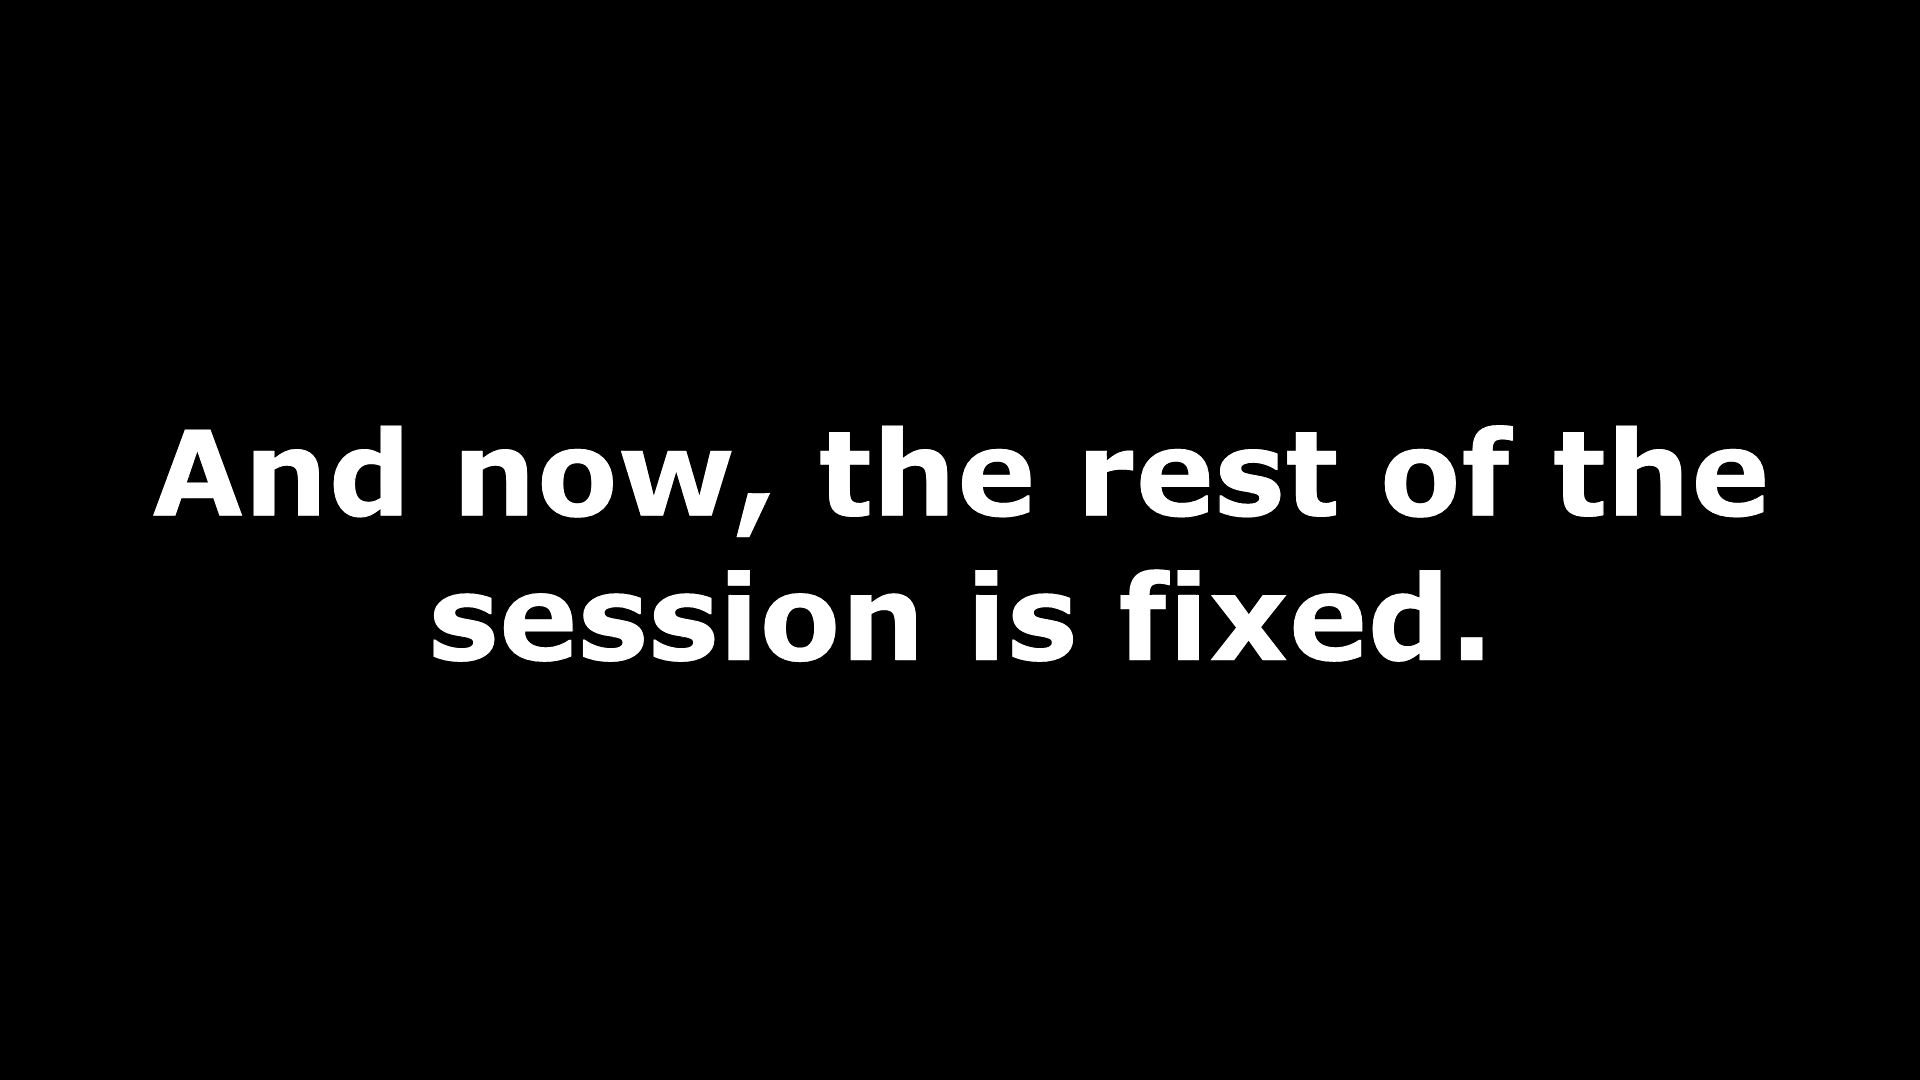 And now, the rest of the
session is fixed.